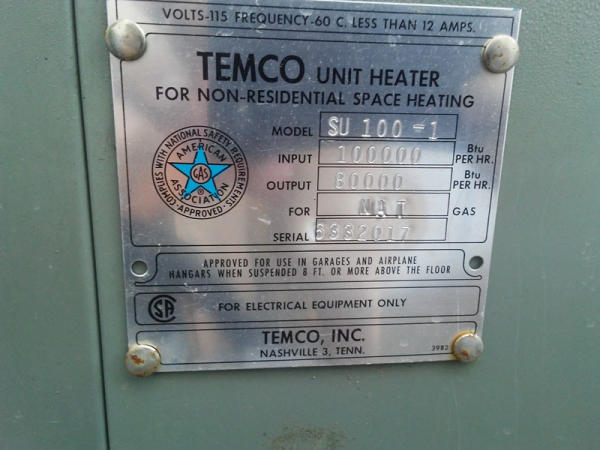 VOLTS-115 FREQUENCY-60 C. LESS THAN 12 AMPS.
TEMCO UNIT HEATER
FOR NON-RESIDENTIAL SPACE HEATING
MODEL SU 100-1
INPUT 100000 Btu PER HR.
OUTPUT 80000 Btu PER HR.
FOR NAT GAS
SERIAL 6932017
COMPLIES WITH NATIONAL SAFETY REQUIREMENTS
·APPROVED·
AMERICAN
GAS
®
ASSOCIATION
APPROVED FOR USE IN GARAGES AND AIRPLANE
HANGARS WHEN SUSPENDED 8 FT. OR MORE ABOVE THE FLOOR
SA FOR ELECTRICAL EQUIPMENT ONLY
TEMCO, INC.
NASHVILLE 3, TENN.
3982